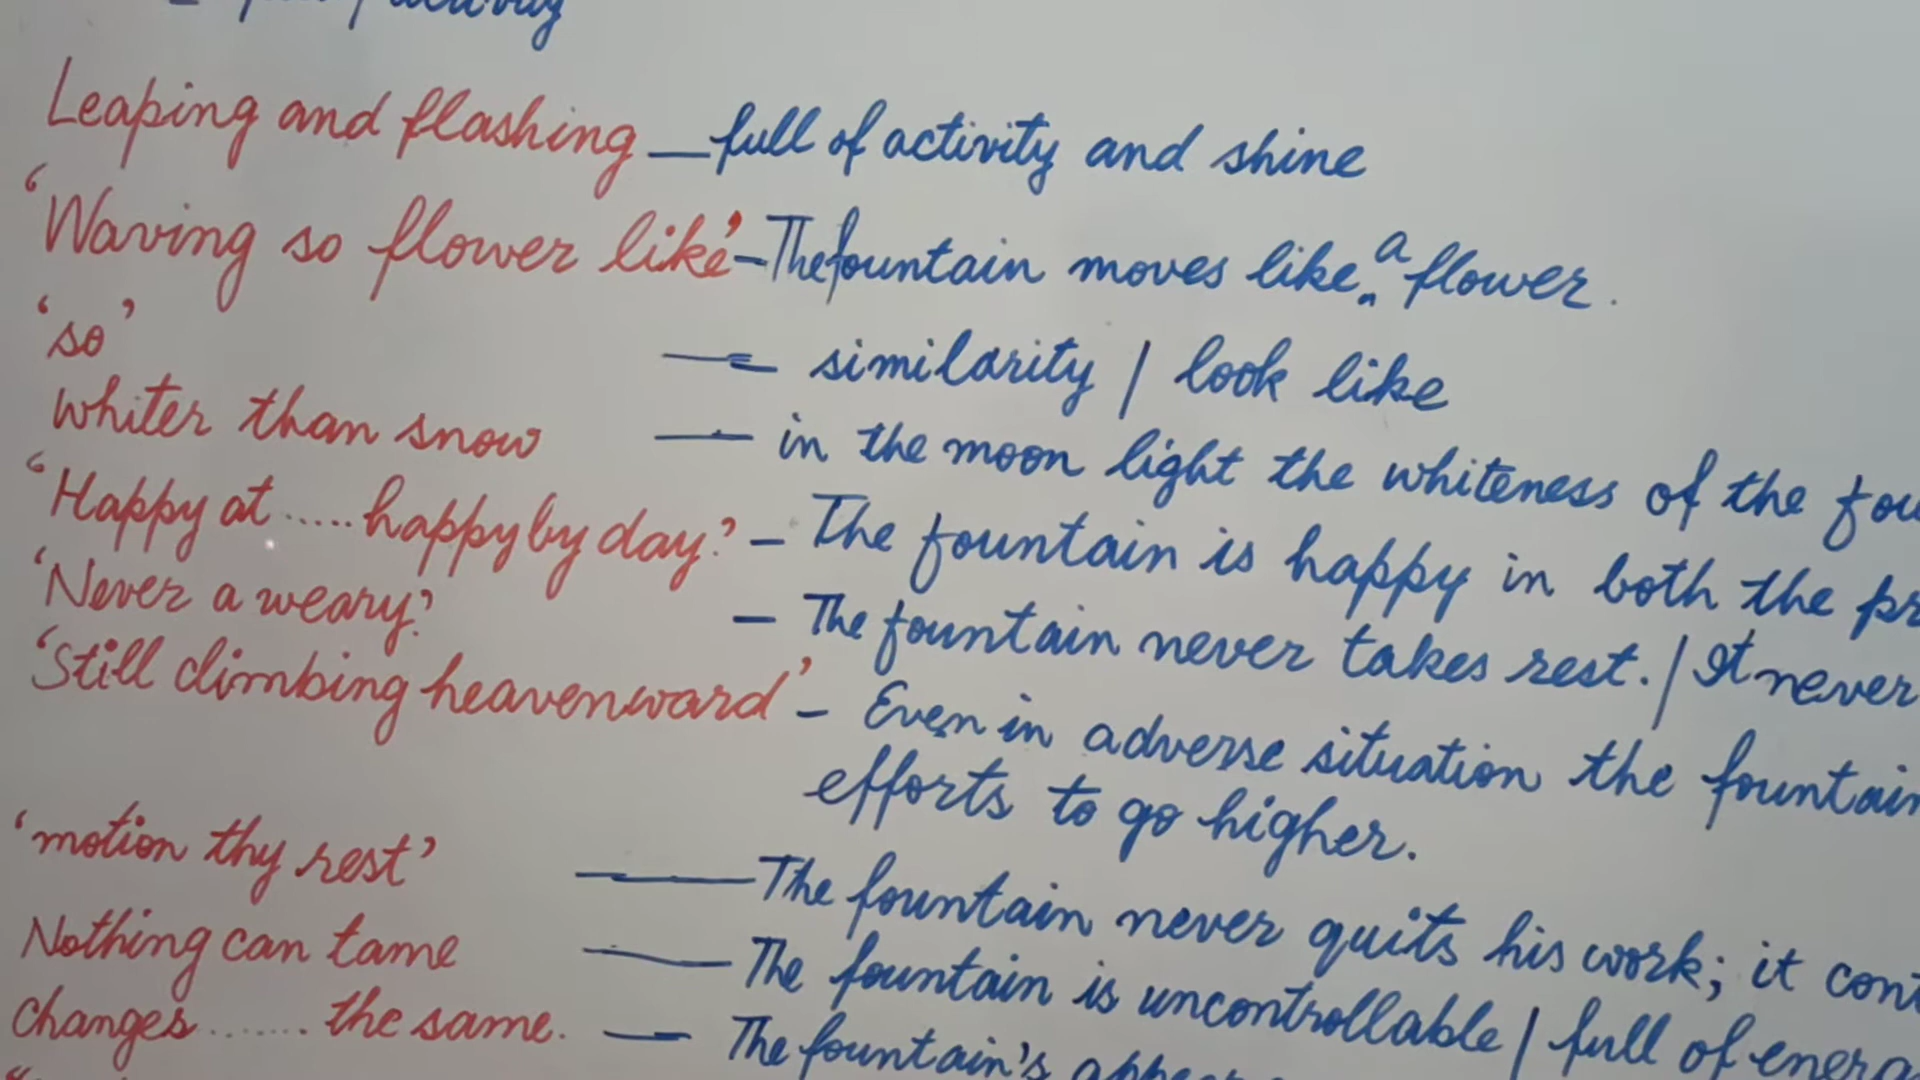 activity
Leaping and flashing — full of activity and shine
'Waving so flower like' - The fountain moves like a flower.
'so' — similarity / look like
whiter than snow — in the moon light the whiteness of the
'Happy at ..... happy by day.' - The fountain is happy in both the
'Never a weary.' - The fountain never takes rest. / It never
'Still climbing heavenward' - Even in adverse situation the fountain
efforts to go higher.
'motion thy rest' — The fountain never quits his work; it
Nothing can tame — The fountain is uncontrollable / full of
changes ....... the same. — The fountain's